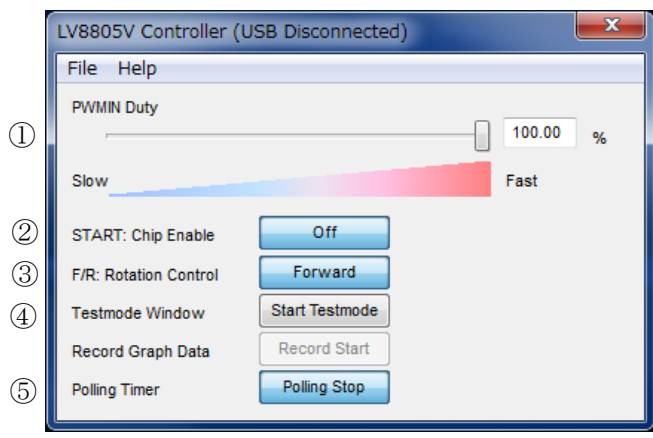 LV8805V Controller (USB Disconnected)
File Help
PWMIN Duty
① 100.00 %
Slow Fast
② START: Chip Enable Off
③ F/R: Rotation Control Forward
④ Testmode Window Start Testmode
Record Graph Data Record Start
⑤ Polling Timer Polling Stop